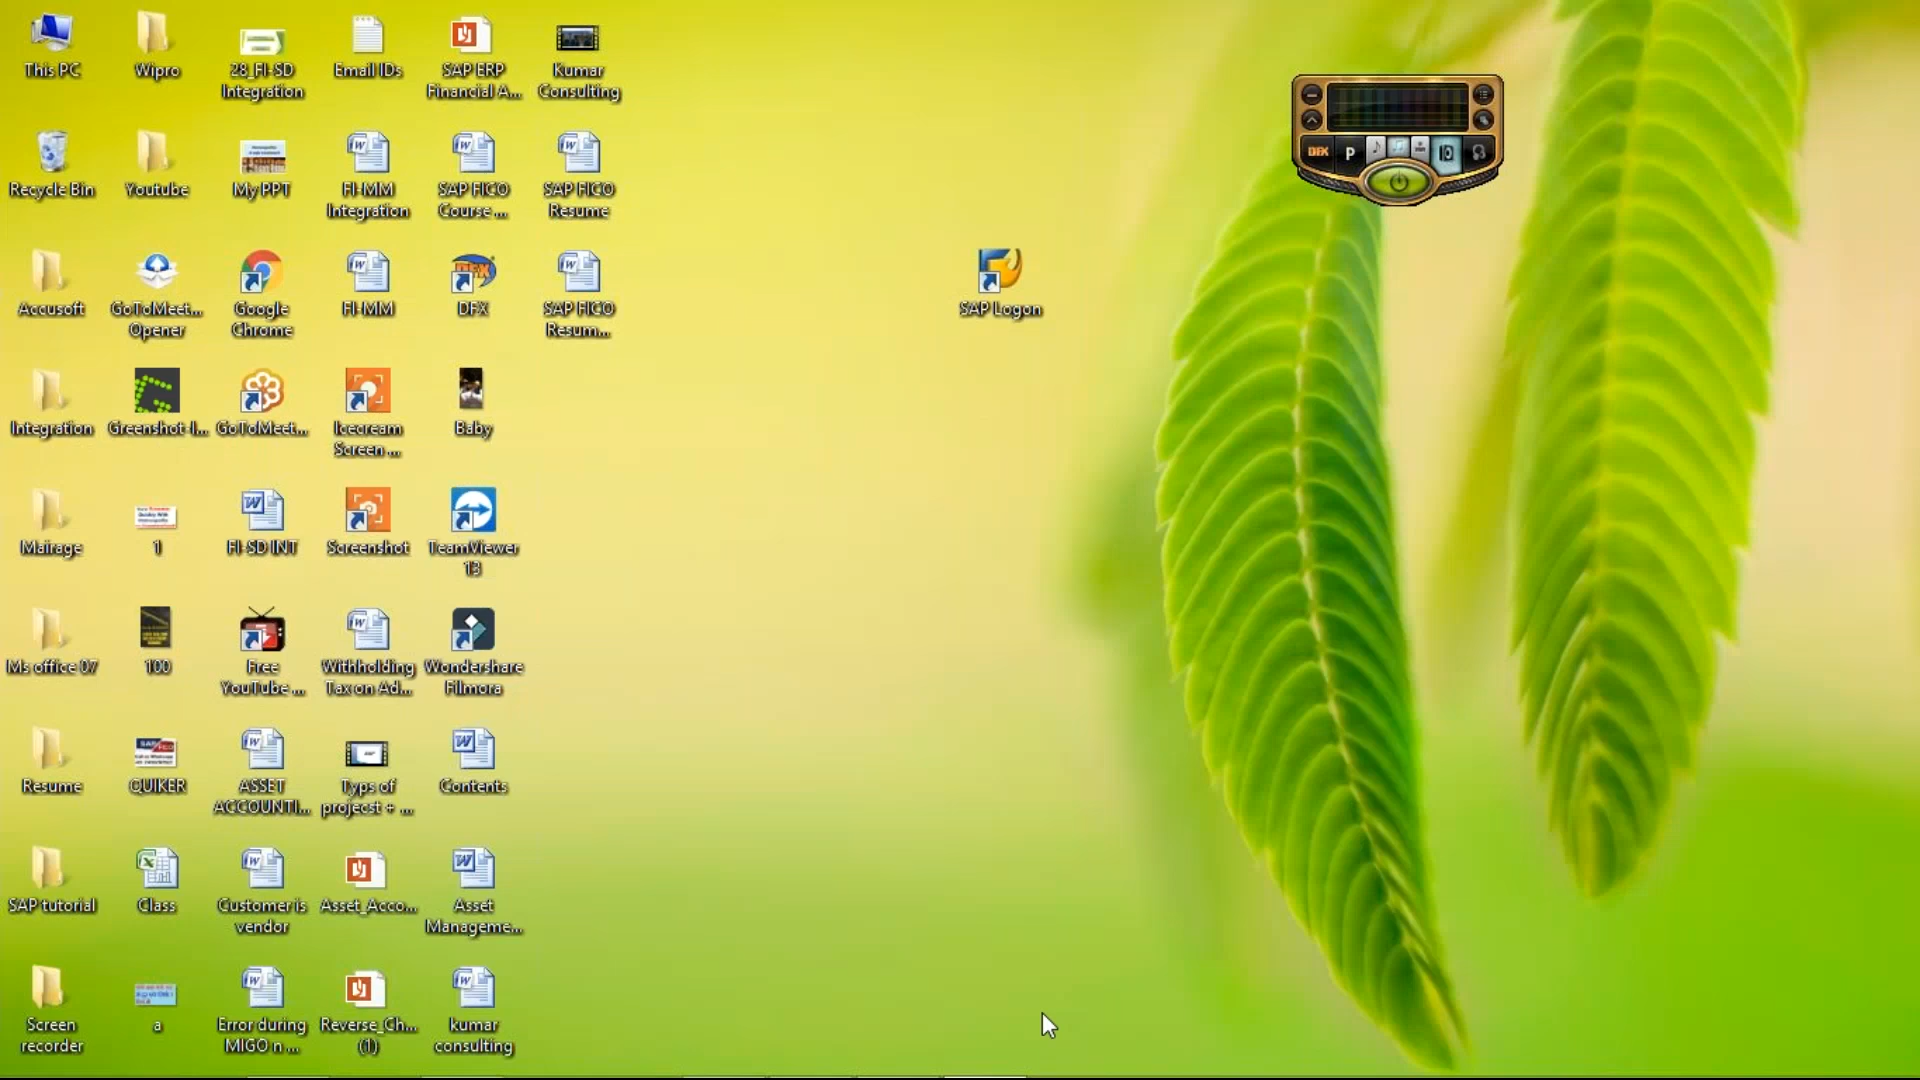 This PC
Wipro
28_FI-SD
Integration
Email IDs
SAP ERP
Financial A...
Kumar
Consulting
Recycle Bin
Youtube
My PPT
FI-MM
Integration
SAP FICO
Course ...
SAP FICO
Resume
Accusoft
GoToMeet...
Opener
Google
Chrome
FI-MM
DFX
SAP FICO
Resum...
SAP Logon
DFX
P
Integration
Greenshot-I...
GoToMeet...
Icecream
Screen ...
Baby
Mairage
1
FI-SD INT
Screenshot
TeamViewer
13
Ms office 07
100
Free
YouTube ...
Withholding
Tax on Ad...
Wondershare
Filmora
Resume
QUIKER
ASSET
ACCOUNTI...
Typs of
projecst + ...
Contents
SAP tutorial
Class
Customer is
vendor
Asset_Acco...
Asset
Manageme...
Screen
recorder
a
Error during
MIGO n ...
Reverse_Ch...
(1)
kumar
consulting